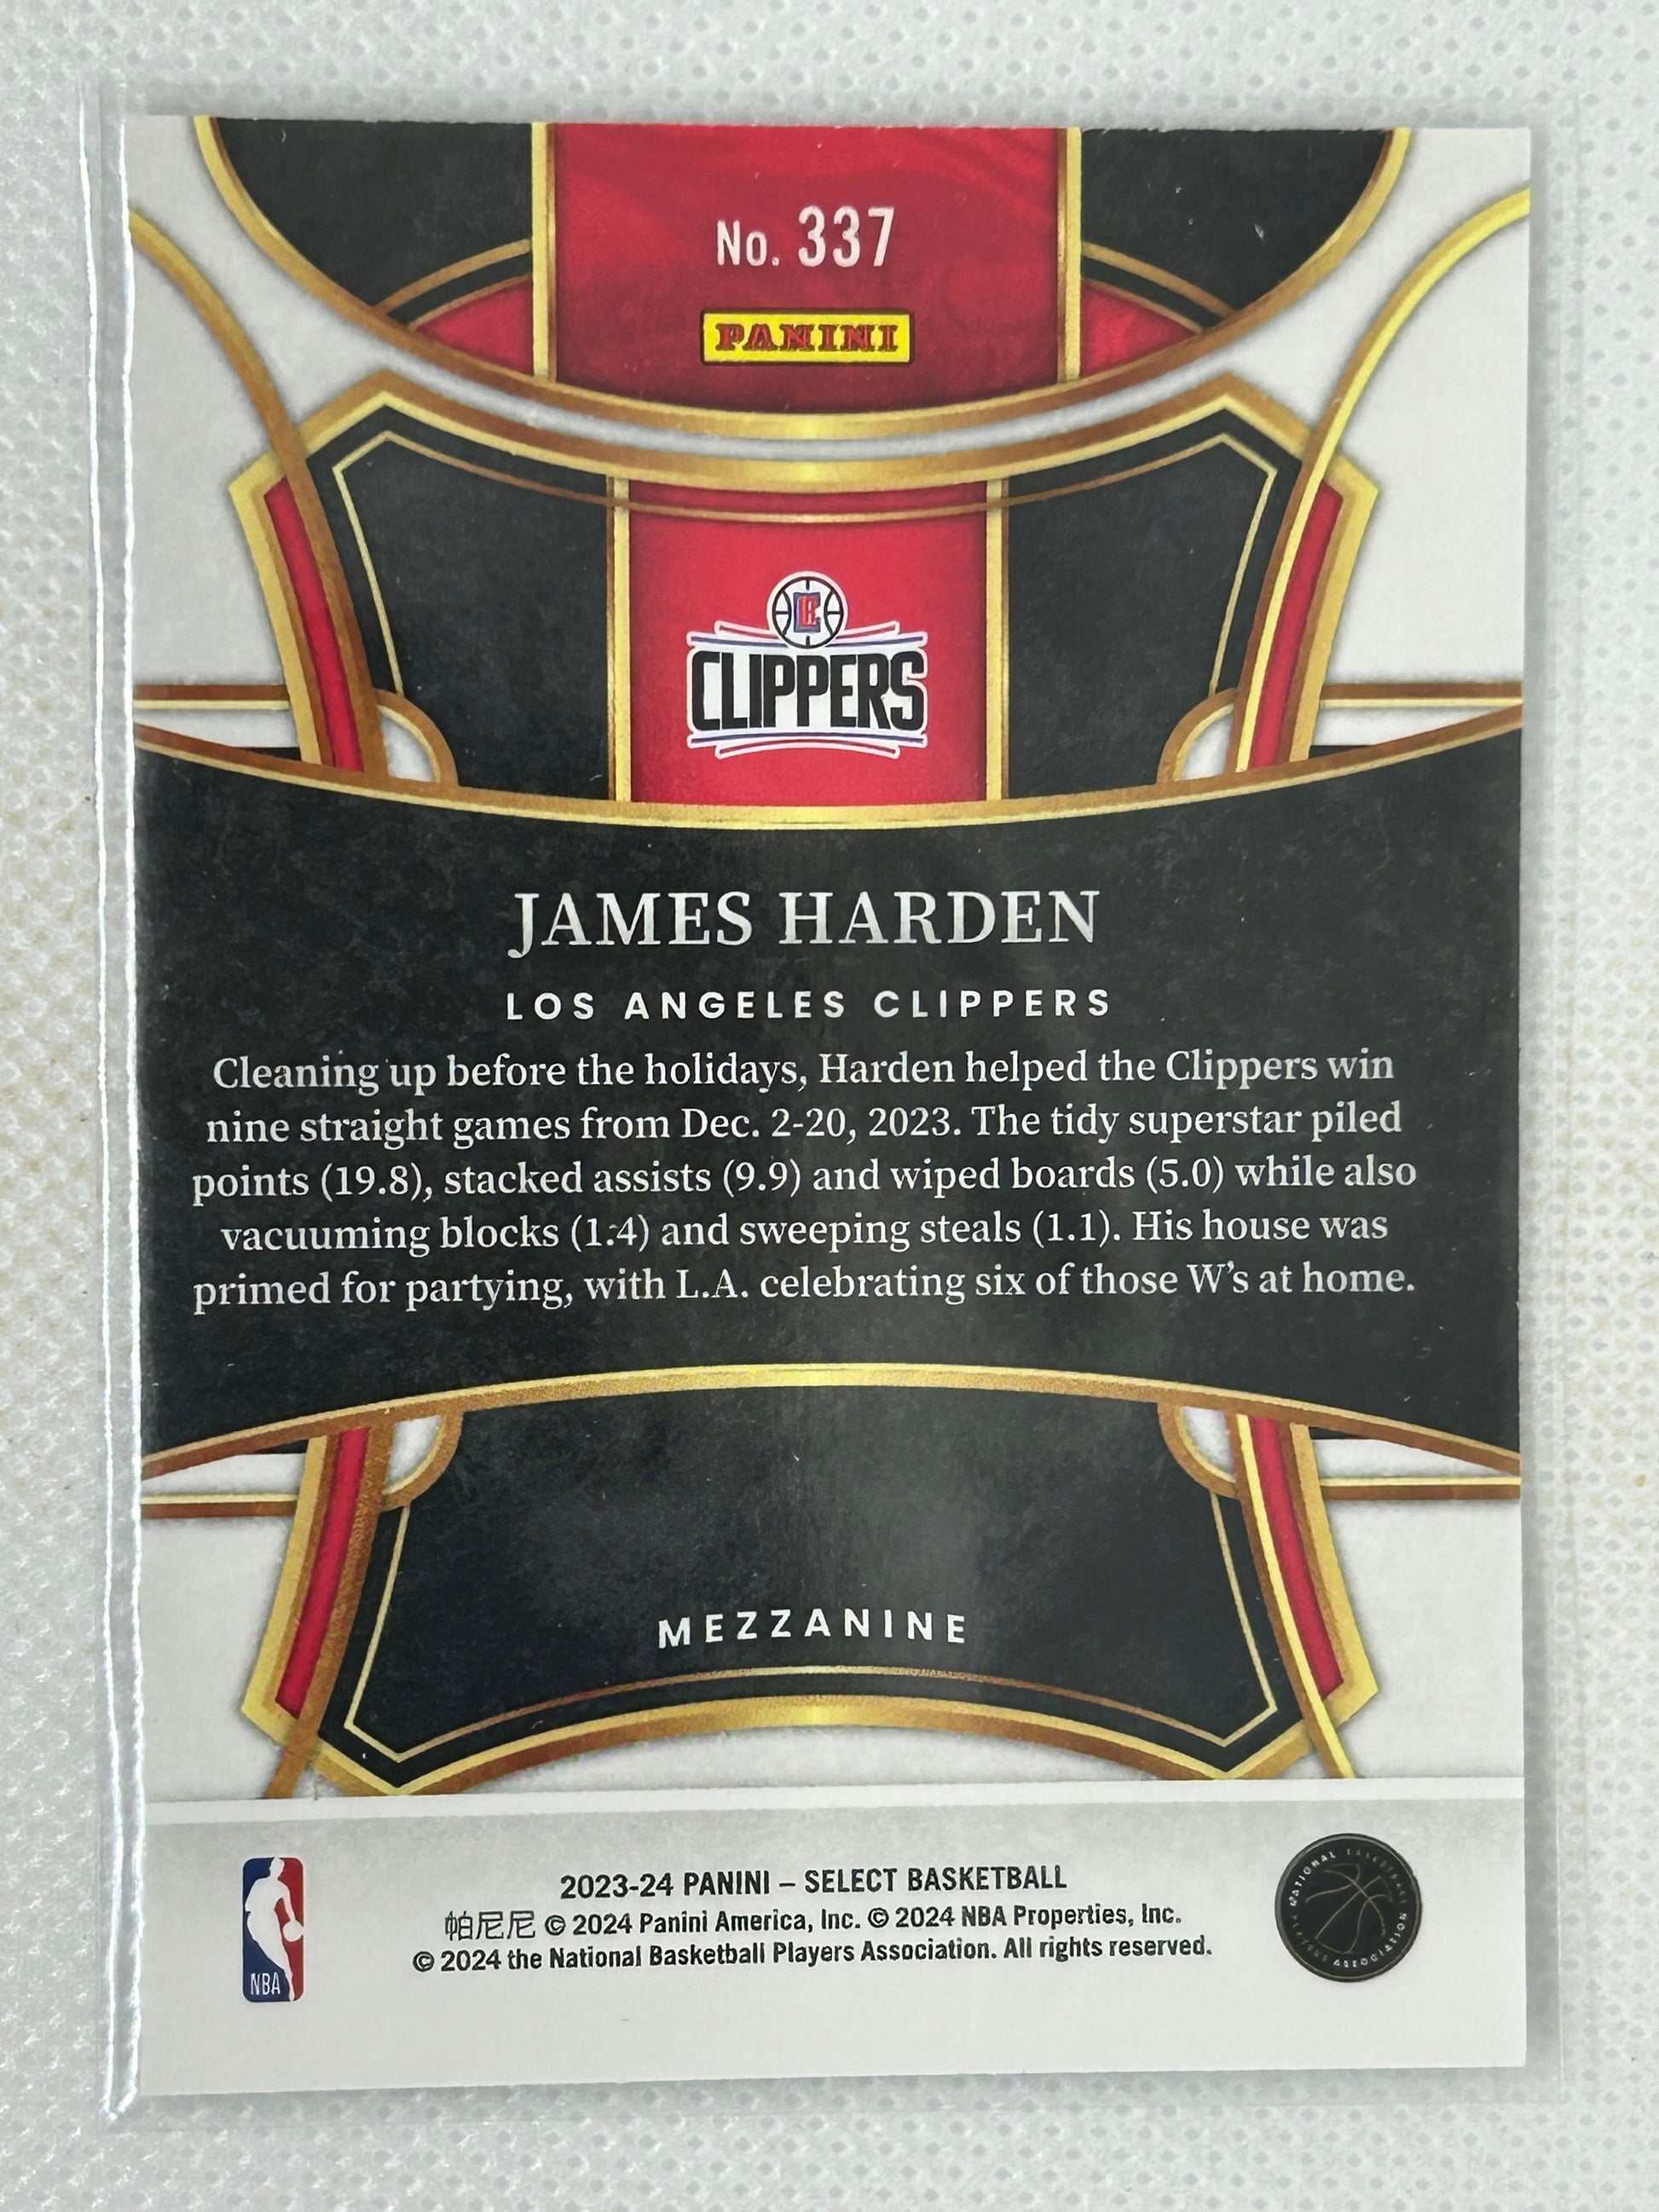 No. 337
PANINI
CLIPPERS
JAMES HARDEN
LOS ANGELES CLIPPERS
Cleaning up before the holidays, Harden helped the Clippers win
nine straight games from Dec. 2-20, 2023. The tidy superstar piled
points (19.8), stacked assists (9.9) and wiped boards (5.0) while also
vacuuming blocks (1.4) and sweeping steals (1.1). His house was
primed for partying, with L.A. celebrating six of those W's at home.
MEZZANINE
2023-24 PANINI – SELECT BASKETBALL
帕尼尼 © 2024 Panini America, Inc. © 2024 NBA Properties, Inc.
© 2024 the National Basketball Players Association. All rights reserved.
NBA
NATIONAL BASKETBALL
PLAYERS ASSOCIATION